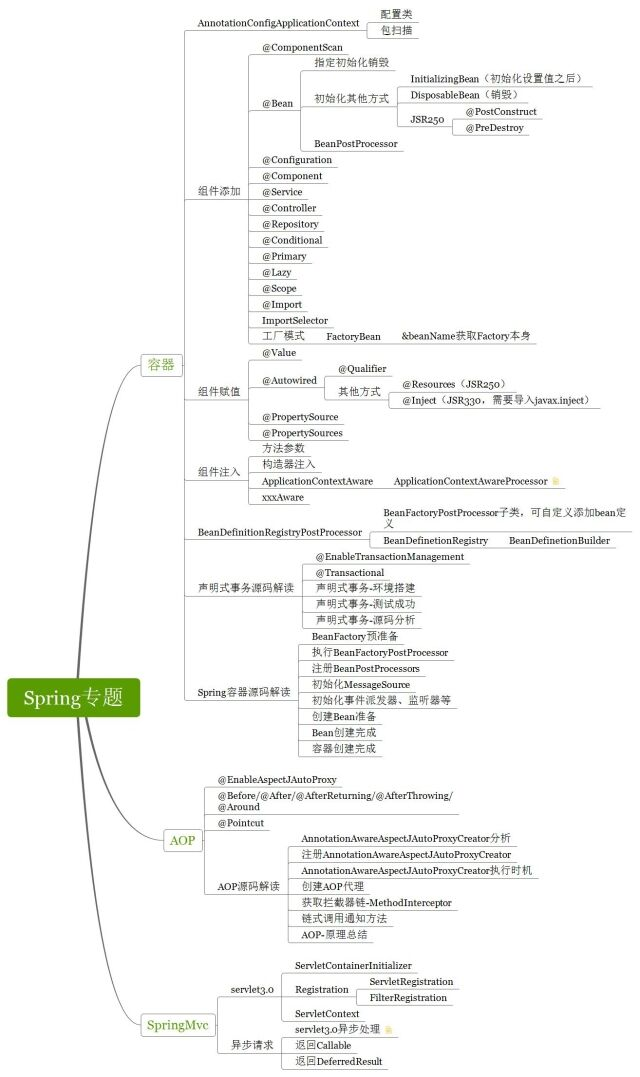 Spring专题
容器
AnnotationConfigApplicationContext
配置类
包扫描
组件添加
@ComponentScan
@Bean
指定初始化销毁
初始化其他方式
InitializingBean（初始化设置值之后）
DisposableBean（销毁）
JSR250
@PostConstruct
@PreDestroy
BeanPostProcessor
@Configuration
@Component
@Service
@Controller
@Repository
@Conditional
@Primary
@Lazy
@Scope
@Import
ImportSelector
工厂模式
FactoryBean
&beanName获取Factory本身
组件赋值
@Value
@Autowired
@Qualifier
其他方式
@Resources（JSR250）
@Inject（JSR330，需要导入javax.inject）
@PropertySource
@PropertySources
组件注入
方法参数
构造器注入
ApplicationContextAware
ApplicationContextAwareProcessor
xxxAware
BeanDefinitionRegistryPostProcessor
BeanFactoryPostProcessor子类，可自定义添加bean定
义
BeanDefinetionRegistry
BeanDefinetionBuilder
声明式事务源码解读
@EnableTransactionManagement
@Transactional
声明式事务-环境搭建
声明式事务-测试成功
声明式事务-源码分析
Spring容器源码解读
BeanFactory预准备
执行BeanFactoryPostProcessor
注册BeanPostProcessors
初始化MessageSource
初始化事件派发器、监听器等
创建Bean准备
Bean创建完成
容器创建完成
AOP
@EnableAspectJAutoProxy
@Before/@After/@AfterReturning/@AfterThrowing/
@Around
@Pointcut
AOP源码解读
AnnotationAwareAspectJAutoProxyCreator分析
注册AnnotationAwareAspectJAutoProxyCreator
AnnotationAwareAspectJAutoProxyCreator执行时机
创建AOP代理
获取拦截器链-MethodInterceptor
链式调用通知方法
AOP-原理总结
SpringMvc
servlet3.0
ServletContainerInitializer
Registration
ServletRegistration
FilterRegistration
ServletContext
异步请求
servlet3.0异步处理
返回Callable
返回DeferredResult